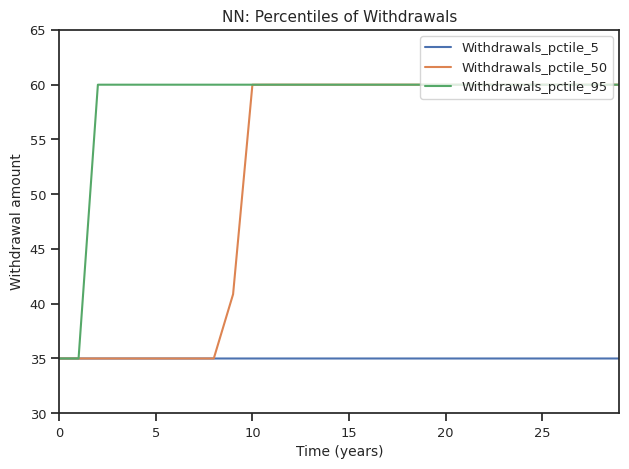 NN: Percentiles of Withdrawals
Withdrawal amount
65
60
55
50
45
40
35
30
Withdrawals_pctile_5
Withdrawals_pctile_50
Withdrawals_pctile_95
0 5 10 15 20 25
Time (years)